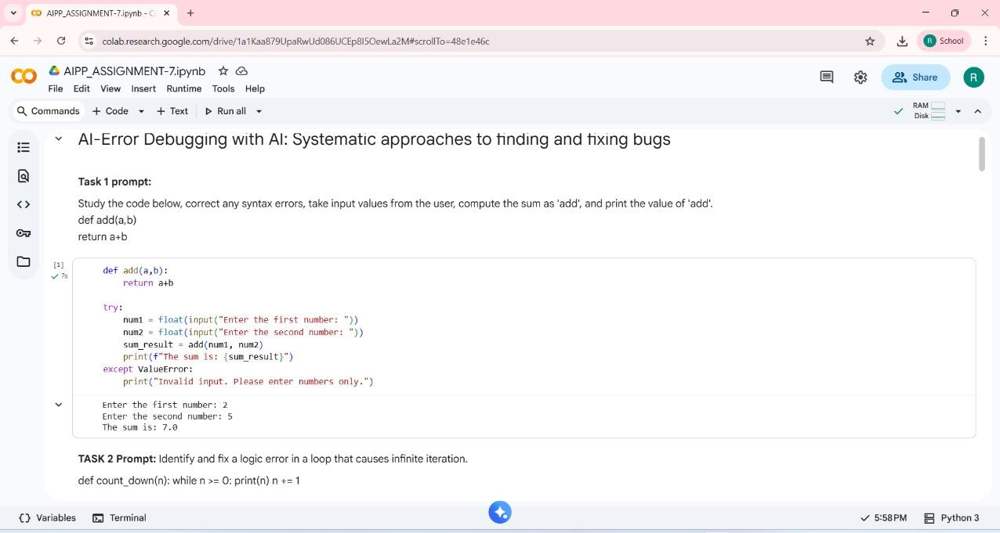 AIPP_ASSIGNMENT-7.ipynb - C
colab.research.google.com/drive/1a1Kaa879UpaRwUd086UCEp8I5OewLa2M#scrollTo=48e1e46c
R School
AIPP_ASSIGNMENT-7.ipynb
File Edit View Insert Runtime Tools Help
Share
R
Commands + Code + Text Run all
RAM
Disk
AI-Error Debugging with AI: Systematic approaches to finding and fixing bugs
Task 1 prompt:
Study the code below, correct any syntax errors, take input values from the user, compute the sum as 'add', and print the value of 'add'.
def add(a,b)
return a+b
[1]
7s
def add(a,b):
    return a+b
try:
    num1 = float(input("Enter the first number: "))
    num2 = float(input("Enter the second number: "))
    sum_result = add(num1, num2)
    print(f"The sum is: {sum_result}")
except ValueError:
    print("Invalid input. Please enter numbers only.")
Enter the first number: 2
Enter the second number: 5
The sum is: 7.0
TASK 2 Prompt: Identify and fix a logic error in a loop that causes infinite iteration.
def count_down(n): while n >= 0: print(n) n += 1
Variables Terminal 5:58 PM Python 3